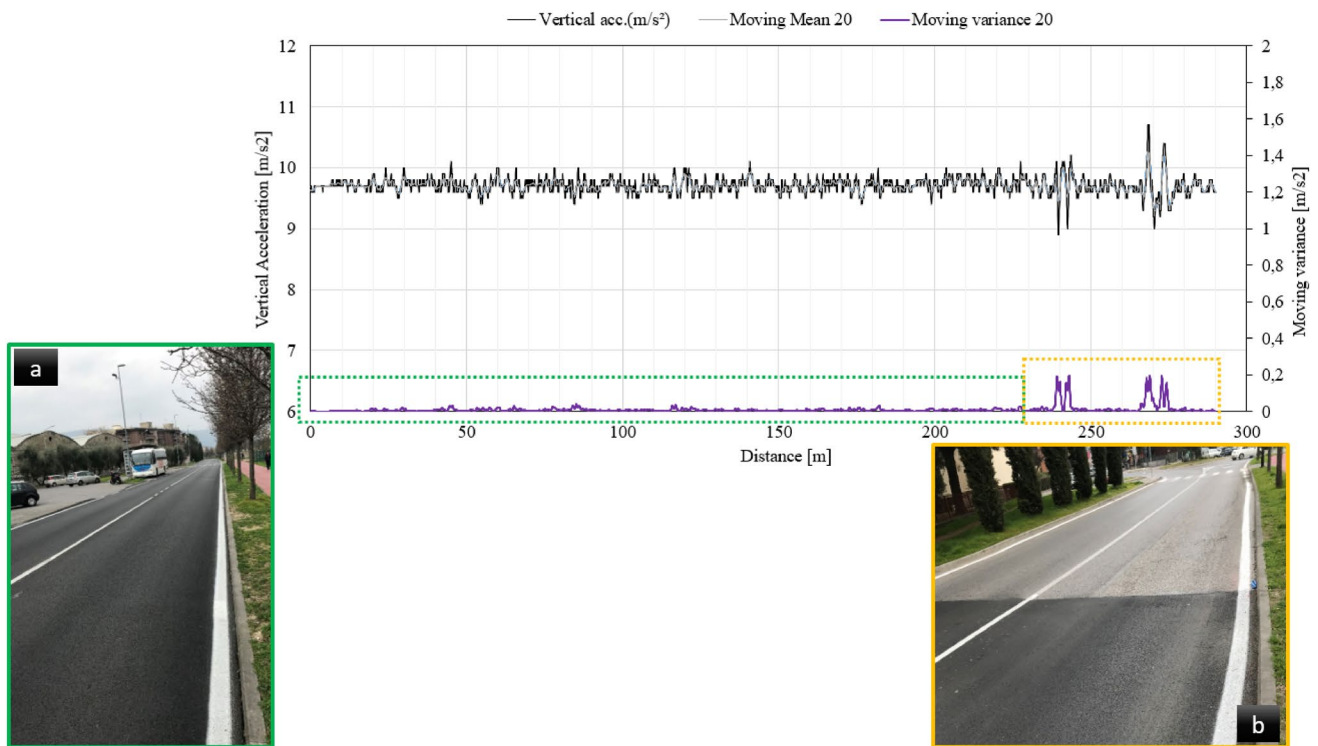 Vertical acc.(m/s²) Moving Mean 20 Moving variance 20
12
11
10
9
8
7
6
Vertical Acceleration [m/s2]
2
1,8
1,6
1,4
1,2
1
0,8
0,6
0,4
0,2
0
Moving variance [m/s2]
0 50 100 150 200 250 300
Distance [m]
a
b